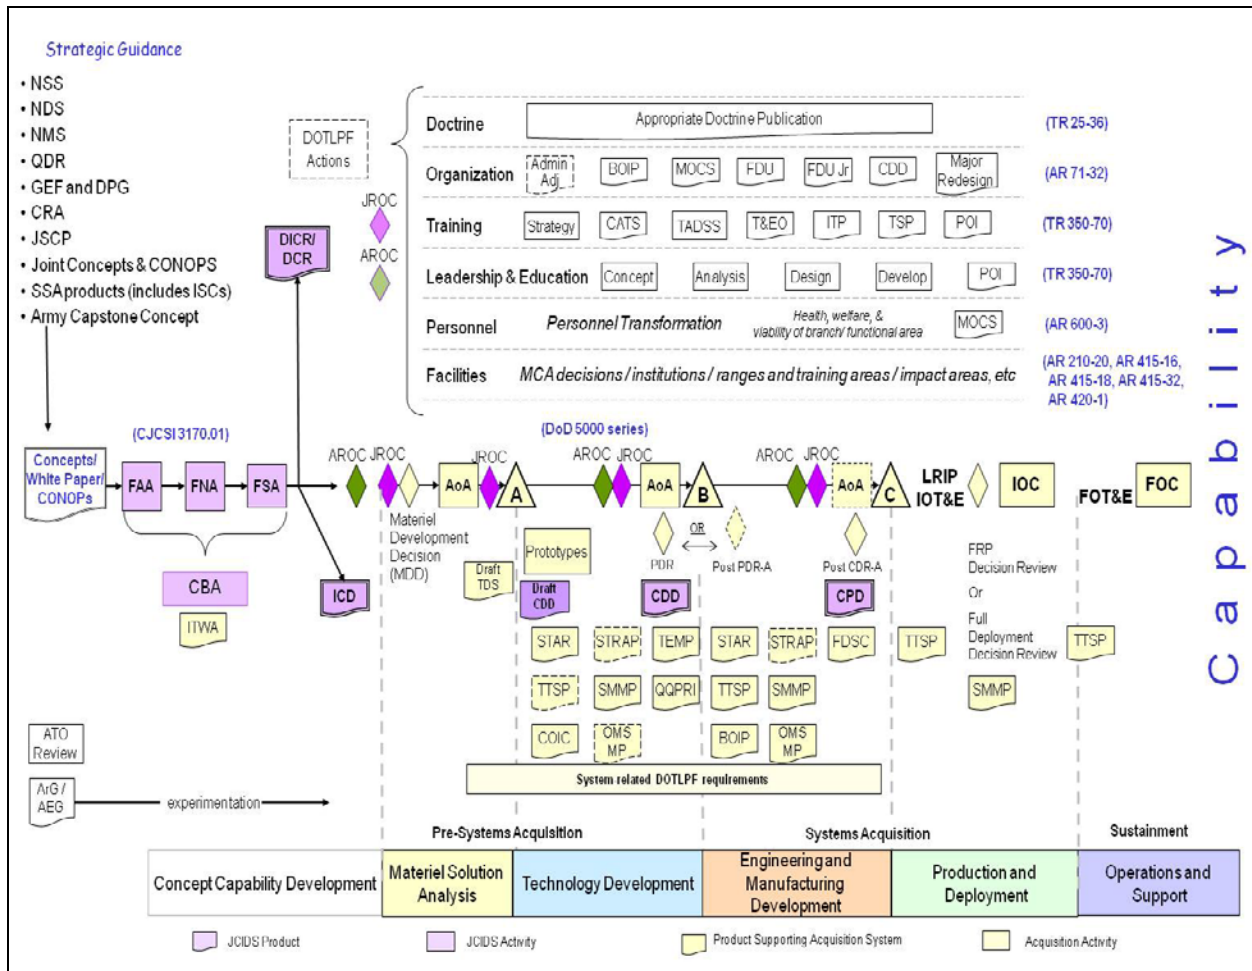 Strategic Guidance
• NSS
• NDS
• NMS
• QDR
• GEF and DPG
• CRA
• JSCP
• Joint Concepts & CONOPS
• SSA products (includes ISCs)
• Army Capstone Concept
DOTLPF
Actions
JROC
AROC
DICR/
DCR
Doctrine
Appropriate Doctrine Publication
(TR 25-36)
Organization
Admin
Adj
BOIP
MOCS
FDU
FDU Jr
CDD
Major
Redesign
(AR 71-32)
Training
Strategy
CATS
TADSS
T&EO
ITP
TSP
POI
(TR 350-70)
Leadership & Education
Concept
Analysis
Design
Develop
POI
(TR 350-70)
Personnel
Personnel Transformation
Health, welfare, &
viability of branch/ functional area
MOCS
(AR 600-3)
Facilities
MCA decisions / institutions / ranges and training areas / impact areas, etc
(AR 210-20, AR 415-16,
AR 415-18, AR 415-32,
AR 420-1)
Capability
(CJCSI 3170.01)
(DoD 5000 series)
Concepts/
White Paper/
CONOPs
FAA
FNA
FSA
AROC
JROC
AoA
JROC
A
AROC
JROC
AoA
B
AROC
JROC
AoA
C
LRIP
IOT&E
IOC
FOT&E
FOC
Materiel
Development
Decision
(MDD)
CBA
ITWA
ICD
Draft
TDS
Prototypes
Draft
CDD
OR
PDR
Post PDR-A
Post CDR-A
CDD
CPD
FRP
Decision Review
Or
Full
Deployment
Decision Review
STAR
STRAP
TEMP
STAR
STRAP
FDSC
TTSP
TTSP
TTSP
SMMP
QQPRI
TTSP
SMMP
SMMP
COIC
OMS
MP
BOIP
OMS
MP
System related DOTLPF requirements
ATO
Review
ArG /
AEG
experimentation
Pre-Systems Acquisition
Systems Acquisition
Sustainment
Concept Capability Development
Materiel Solution
Analysis
Technology Development
Engineering and
Manufacturing
Development
Production and
Deployment
Operations and
Support
JCIDS Product
JCIDS Activity
Product Supporting Acquisition System
Acquisition Activity